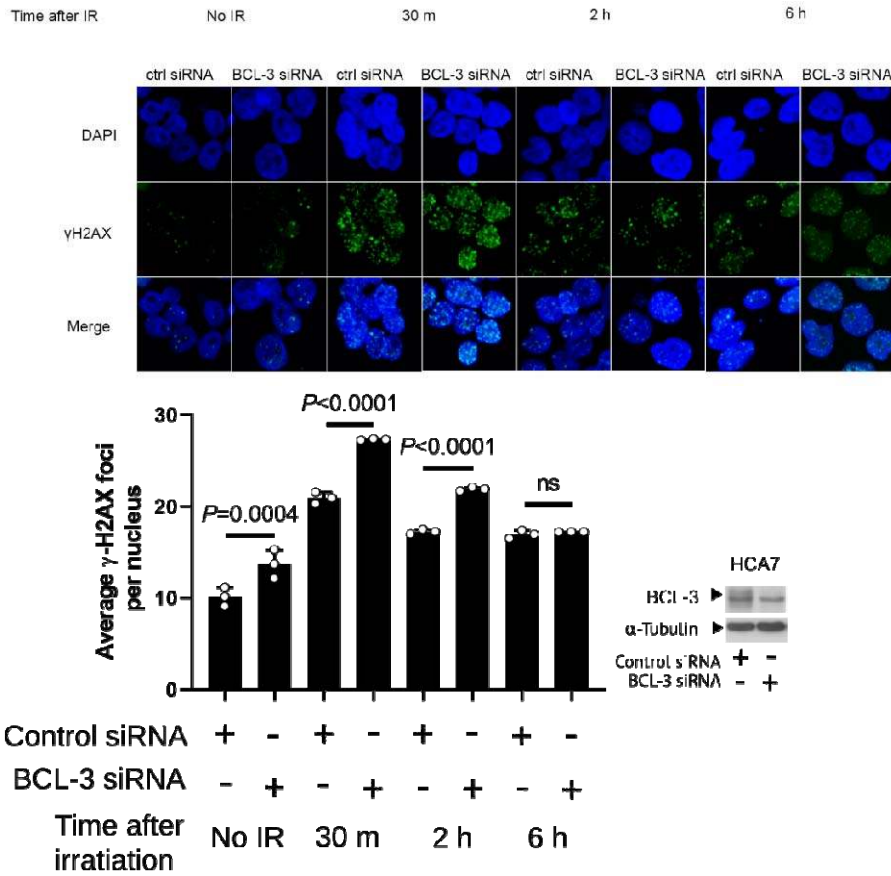 Time after IR No IR 30 m 2 h 6 h
ctrl siRNA BCL-3 siRNA ctrl siRNA BCL-3 siRNA ctrl siRNA BCL-3 siRNA ctrl siRNA BCL-3 siRNA
DAPI
γH2AX
Merge
Average γ-H2AX foci
per nucleus
30
20
10
0
P=0.0004
P<0.0001
P<0.0001
ns
HCA7
BCL-3
α-Tubulin
Control siRNA + -
BCL-3 siRNA - +
Control siRNA + - + - + - + -
BCL-3 siRNA - + - + - + - +
Time after
irratiation
No IR 30 m 2 h 6 h